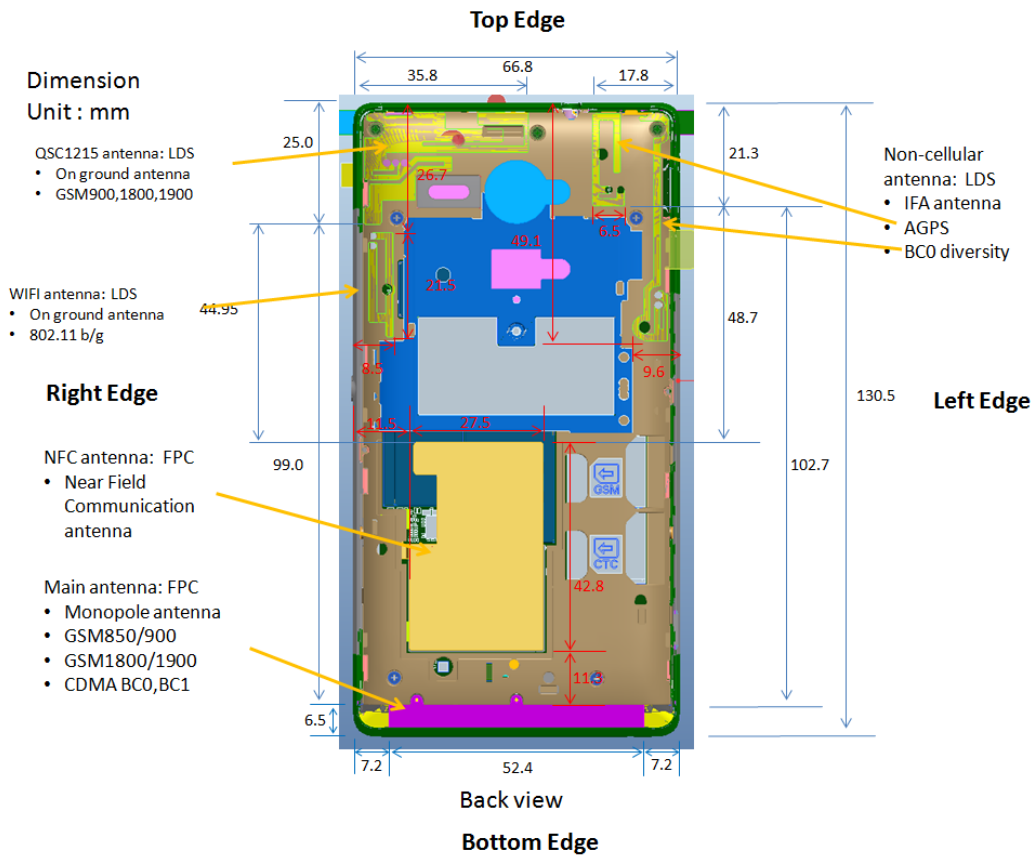 Top Edge
66.8
35.8
17.8
Dimension
Unit : mm
25.0
21.3
QSC1215 antenna: LDS
• On ground antenna
• GSM900,1800,1900
Non-cellular
antenna: LDS
• IFA antenna
• AGPS
• BC0 diversity
26.7
6.5
49.1
21.5
WIFI antenna: LDS
• On ground antenna
• 802.11 b/g
44.95
48.7
8.5
9.6
Right Edge
130.5
Left Edge
11.5
27.5
NFC antenna: FPC
• Near Field
Communication
antenna
99.0
102.7
GSM
CTC
42.8
Main antenna: FPC
• Monopole antenna
• GSM850/900
• GSM1800/1900
• CDMA BC0,BC1
6.5
7.2
52.4
7.2
Back view
Bottom Edge